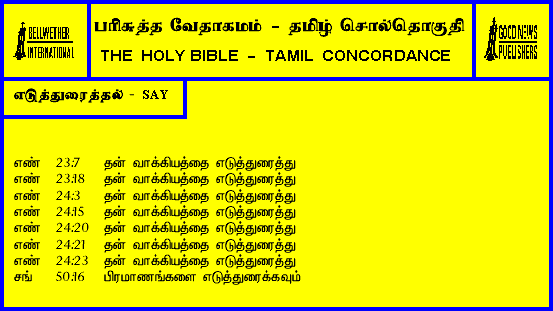 BELLWETHER
INTERNATIONAL
பரிசுத்த வேதாகமம் - தமிழ் சொல்தொகுதி
THE HOLY BIBLE - TAMIL CONCORDANCE
GOOD NEWS
PUBLISHERS
எடுத்துரைத்தல் - SAY
எண் 23:7 தன் வாக்கியத்தை எடுத்துரைத்து
எண் 23:18 தன் வாக்கியத்தை எடுத்துரைத்து
எண் 24:3 தன் வாக்கியத்தை எடுத்துரைத்து
எண் 24:15 தன் வாக்கியத்தை எடுத்துரைத்து
எண் 24:20 தன் வாக்கியத்தை எடுத்துரைத்து
எண் 24:21 தன் வாக்கியத்தை எடுத்துரைத்து
எண் 24:23 தன் வாக்கியத்தை எடுத்துரைத்து
சங் 50:16 பிரமாணங்களை எடுத்துரைக்கவும்